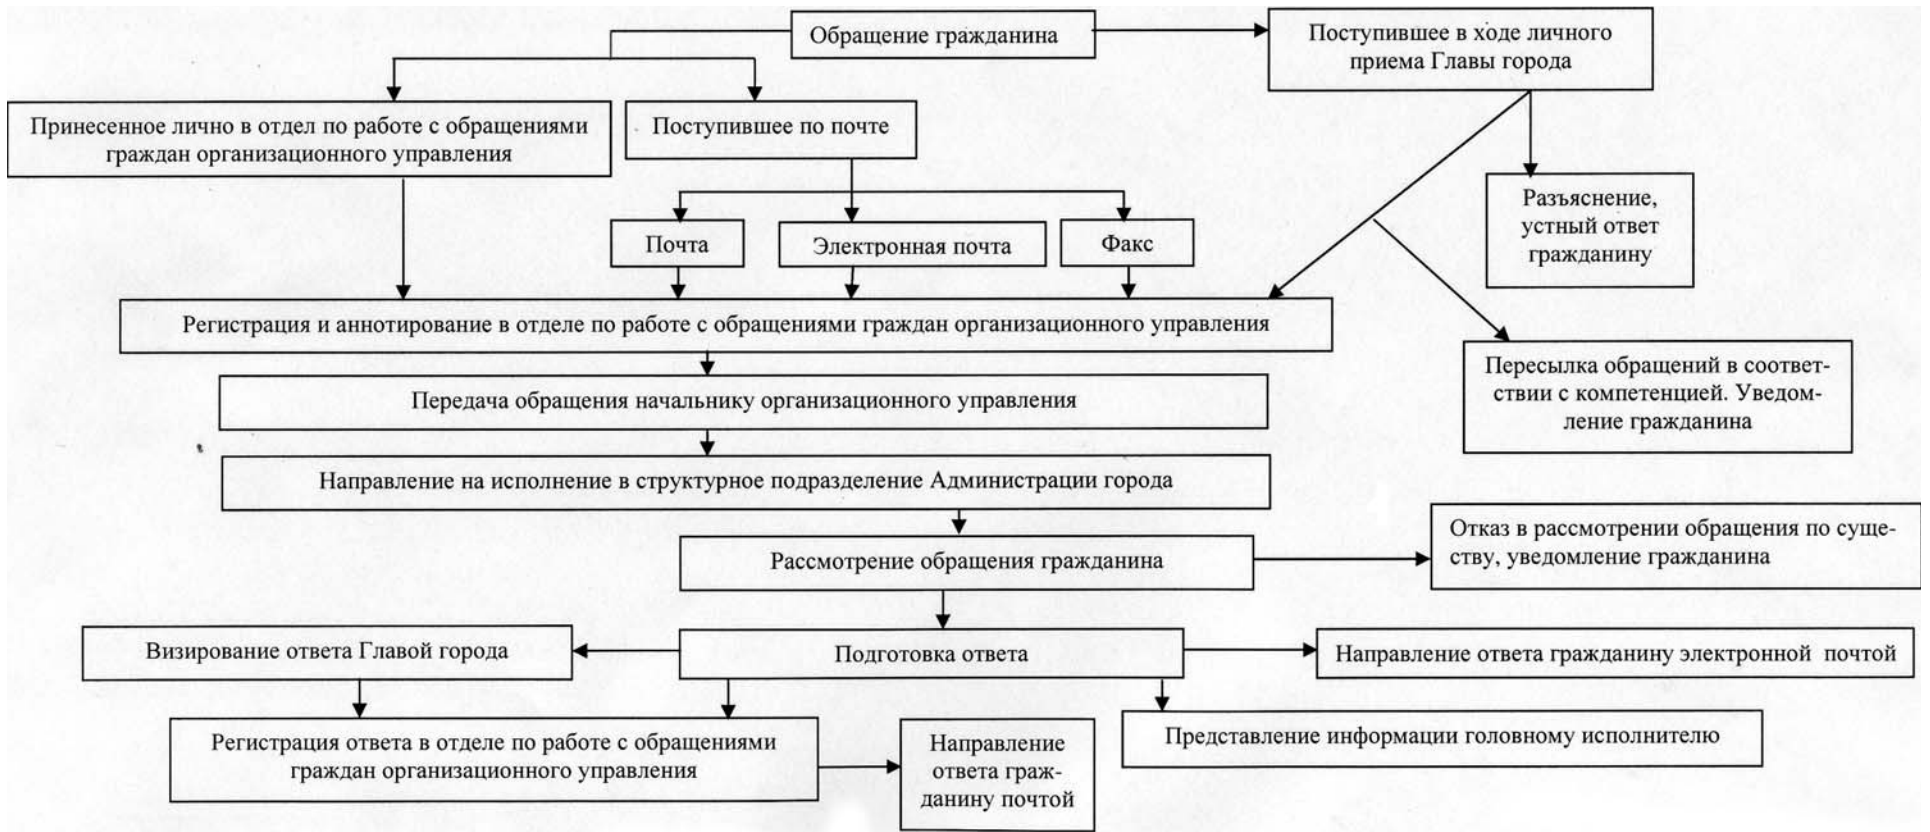 Обращение гражданина
Поступившее в ходе личного
приема Главы города
Принесенное лично в отдел по работе с обращениями
граждан организационного управления
Поступившее по почте
Разъяснение,
устный ответ
гражданину
Почта
Электронная почта
Факс
Регистрация и аннотирование в отделе по работе с обращениями граждан организационного управления
Пересылка обращений в соответ-
ствии с компетенцией. Уведом-
ление гражданина
Передача обращения начальнику организационного управления
Направление на исполнение в структурное подразделение Администрации города
Отказ в рассмотрении обращения по суще-
ству, уведомление гражданина
Рассмотрение обращения гражданина
Визирование ответа Главой города
Подготовка ответа
Направление ответа гражданину электронной почтой
Регистрация ответа в отделе по работе с обращениями
граждан организационного управления
Направление
ответа граж-
данину почтой
Представление информации головному исполнителю